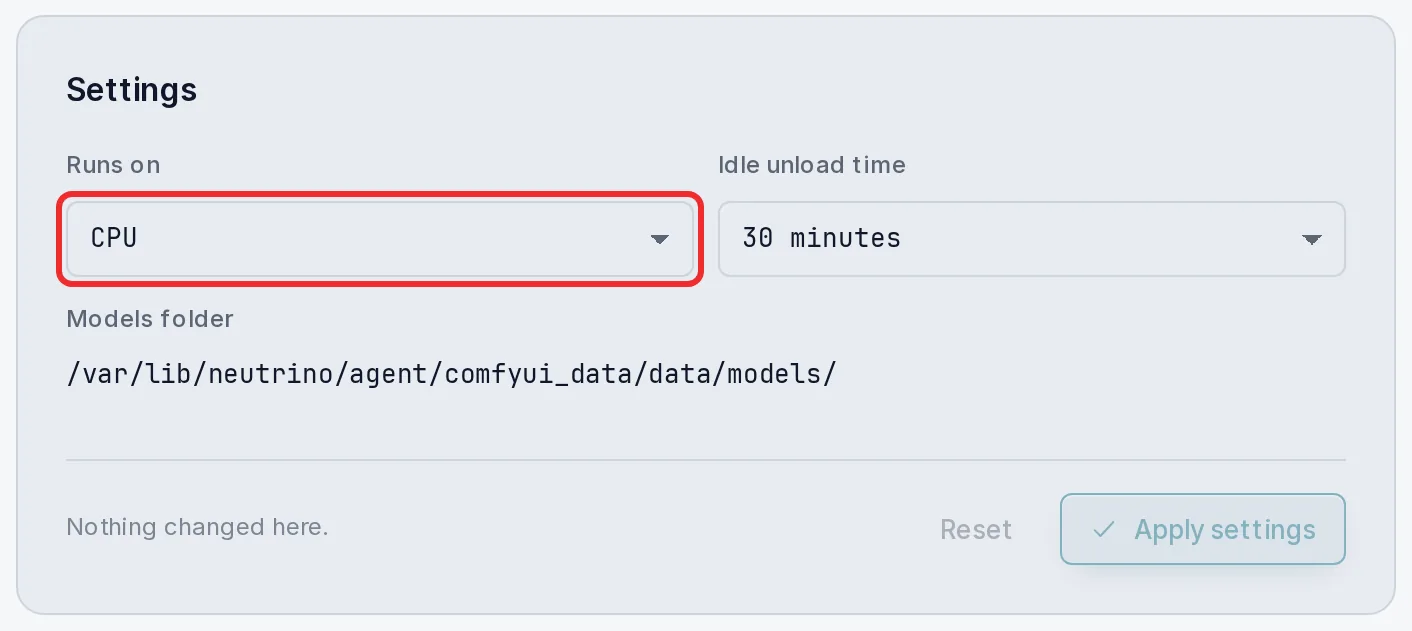 Settings
Runs on
Idle unload time
CPU
30 minutes
Models folder
/var/lib/neutrino/agent/comfyui_data/data/models/
Nothing changed here.
Reset
Apply settings